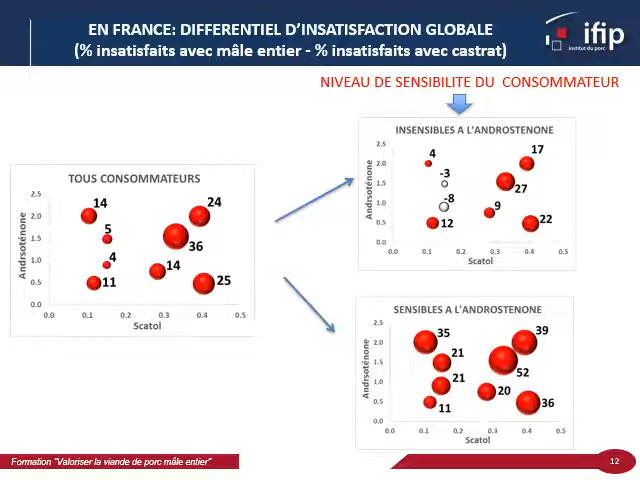 EN FRANCE: DIFFERENTIEL D'INSATISFACTION GLOBALE
(% insatisfaits avec mâle entier - % insatisfaits avec castrat)
ifip
institut du porc
NIVEAU DE SENSIBILITE DU CONSOMMATEUR
TOUS CONSOMMATEURS
Andrsoténone
2.5
2.0
1.5
1.0
0.5
0.0
14
24
5
36
4
14
11
25
0.0 0.1 0.2 0.3 0.4 0.5
Scatol
INSENSIBLES A L'ANDROSTENONE
Andrsoténone
2.5
2.0
1.5
1.0
0.5
0.0
4
17
-3
27
-8
9
12
22
0.0 0.1 0.2 0.3 0.4 0.5
Scatol
SENSIBLES A L'ANDROSTENONE
Andrsoténone
2.5
2.0
1.5
1.0
0.5
0.0
35
39
21
52
21
20
11
36
0.0 0.1 0.2 0.3 0.4 0.5
Scatol
Formation "Valoriser la viande de porc mâle entier"
12